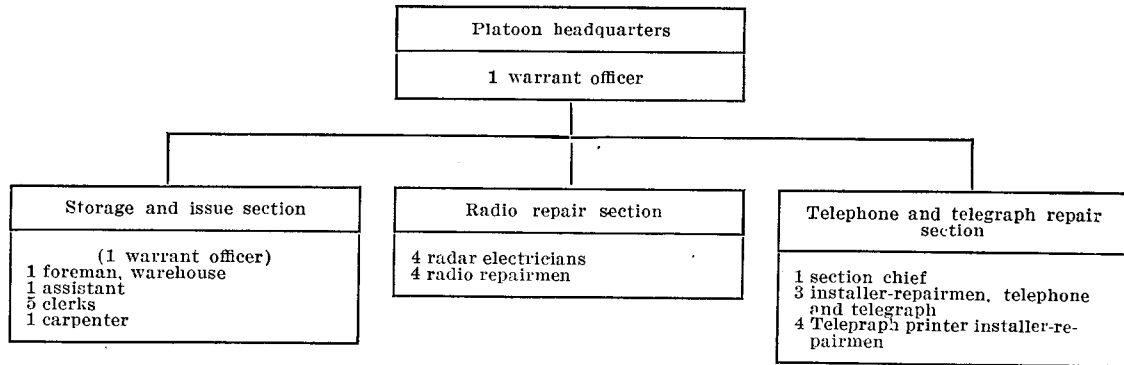 Platoon headquarters
1 warrant officer
Storage and issue section
(1 warrant officer)
1 foreman, warehouse
1 assistant
5 clerks
1 carpenter
Radio repair section
4 radar electricians
4 radio repairmen
Telephone and telegraph repair
section
1 section chief
3 installer-repairmen, telephone
and telegraph
4 Telepraph printer installer-re-
pairmen